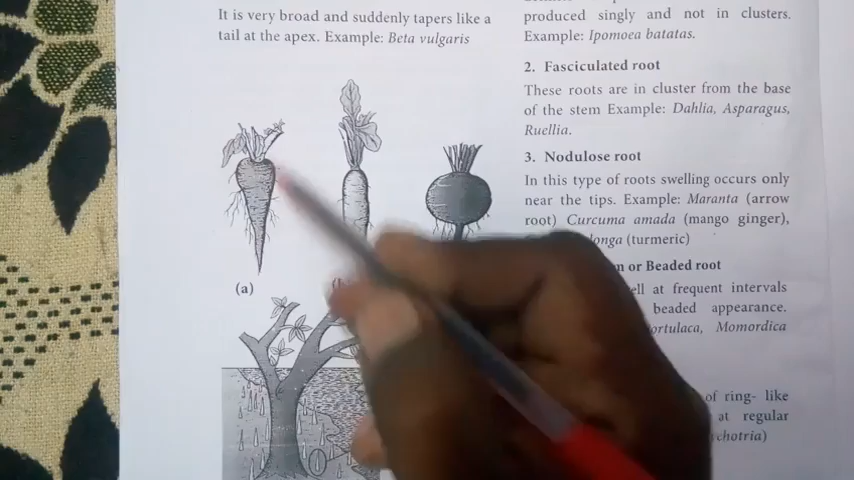 It is very broad and suddenly tapers like a
tail at the apex. Example: Beta vulgaris
(a)
produced singly and not in clusters.
Example: Ipomoea batatas.
2. Fasciculated root
These roots are in cluster from the base
of the stem Example: Dahlia, Asparagus,
Ruellia.
3. Nodulose root
In this type of roots swelling occurs only
near the tips. Example: Maranta (arrow
root) Curcuma amada (mango ginger),
longa (turmeric)
or Beaded root
at frequent intervals
beaded appearance.
Momordica
of ring- like
at regular